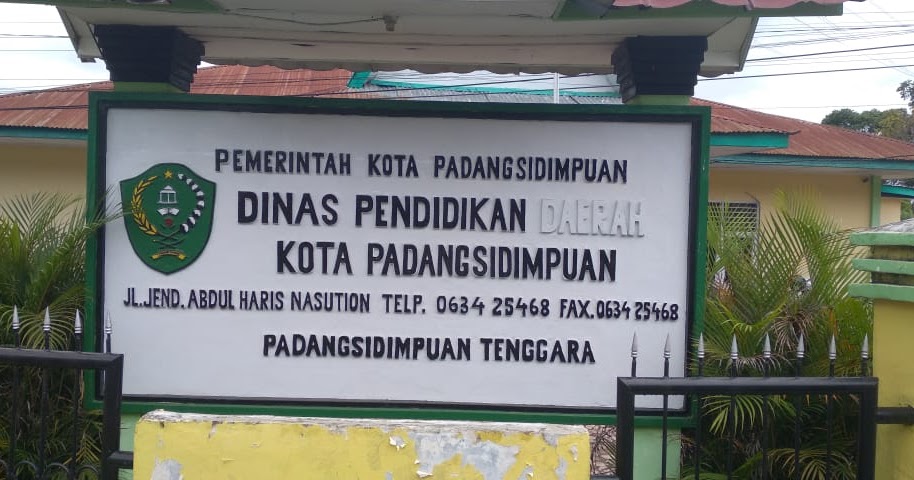 PEMERINTAH KOTA PADANGSIDIMPUAN
DINAS PENDIDIKAN DAERAH
KOTA PADANGSIDIMPUAN
JL.JEND. ABDUL HARIS NASUTION TELP. 0634 25468 FAX.0634 25468
PADANGSIDIMPUAN TENGGARA